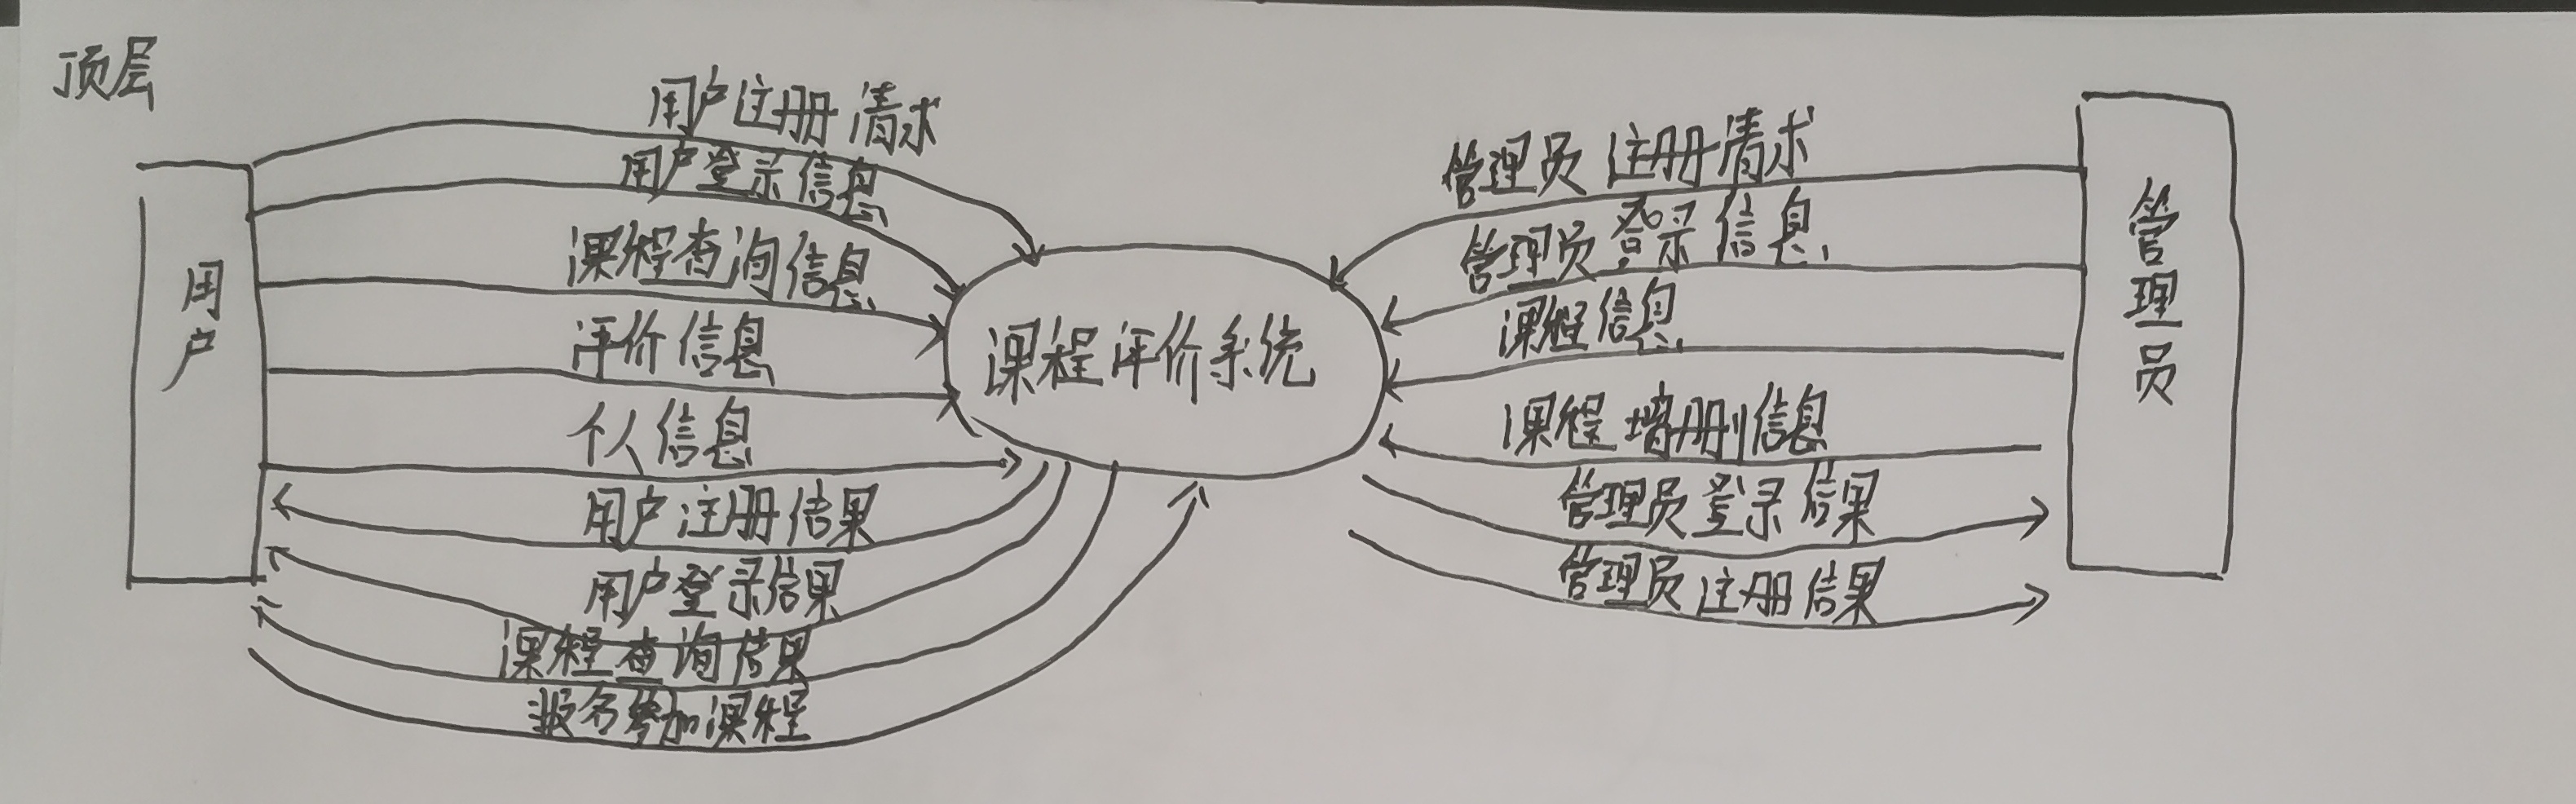 顶层
用户
用户注册请求
用户登录信息
课程查询信息
评价信息
个人信息
用户注册结果
用户登录结果
课程查询结果
报名参加课程
课程评价系统
管理员注册请求
管理员登录信息
课程信息
课程增删信息
管理员登录结果
管理员注册结果
管理员